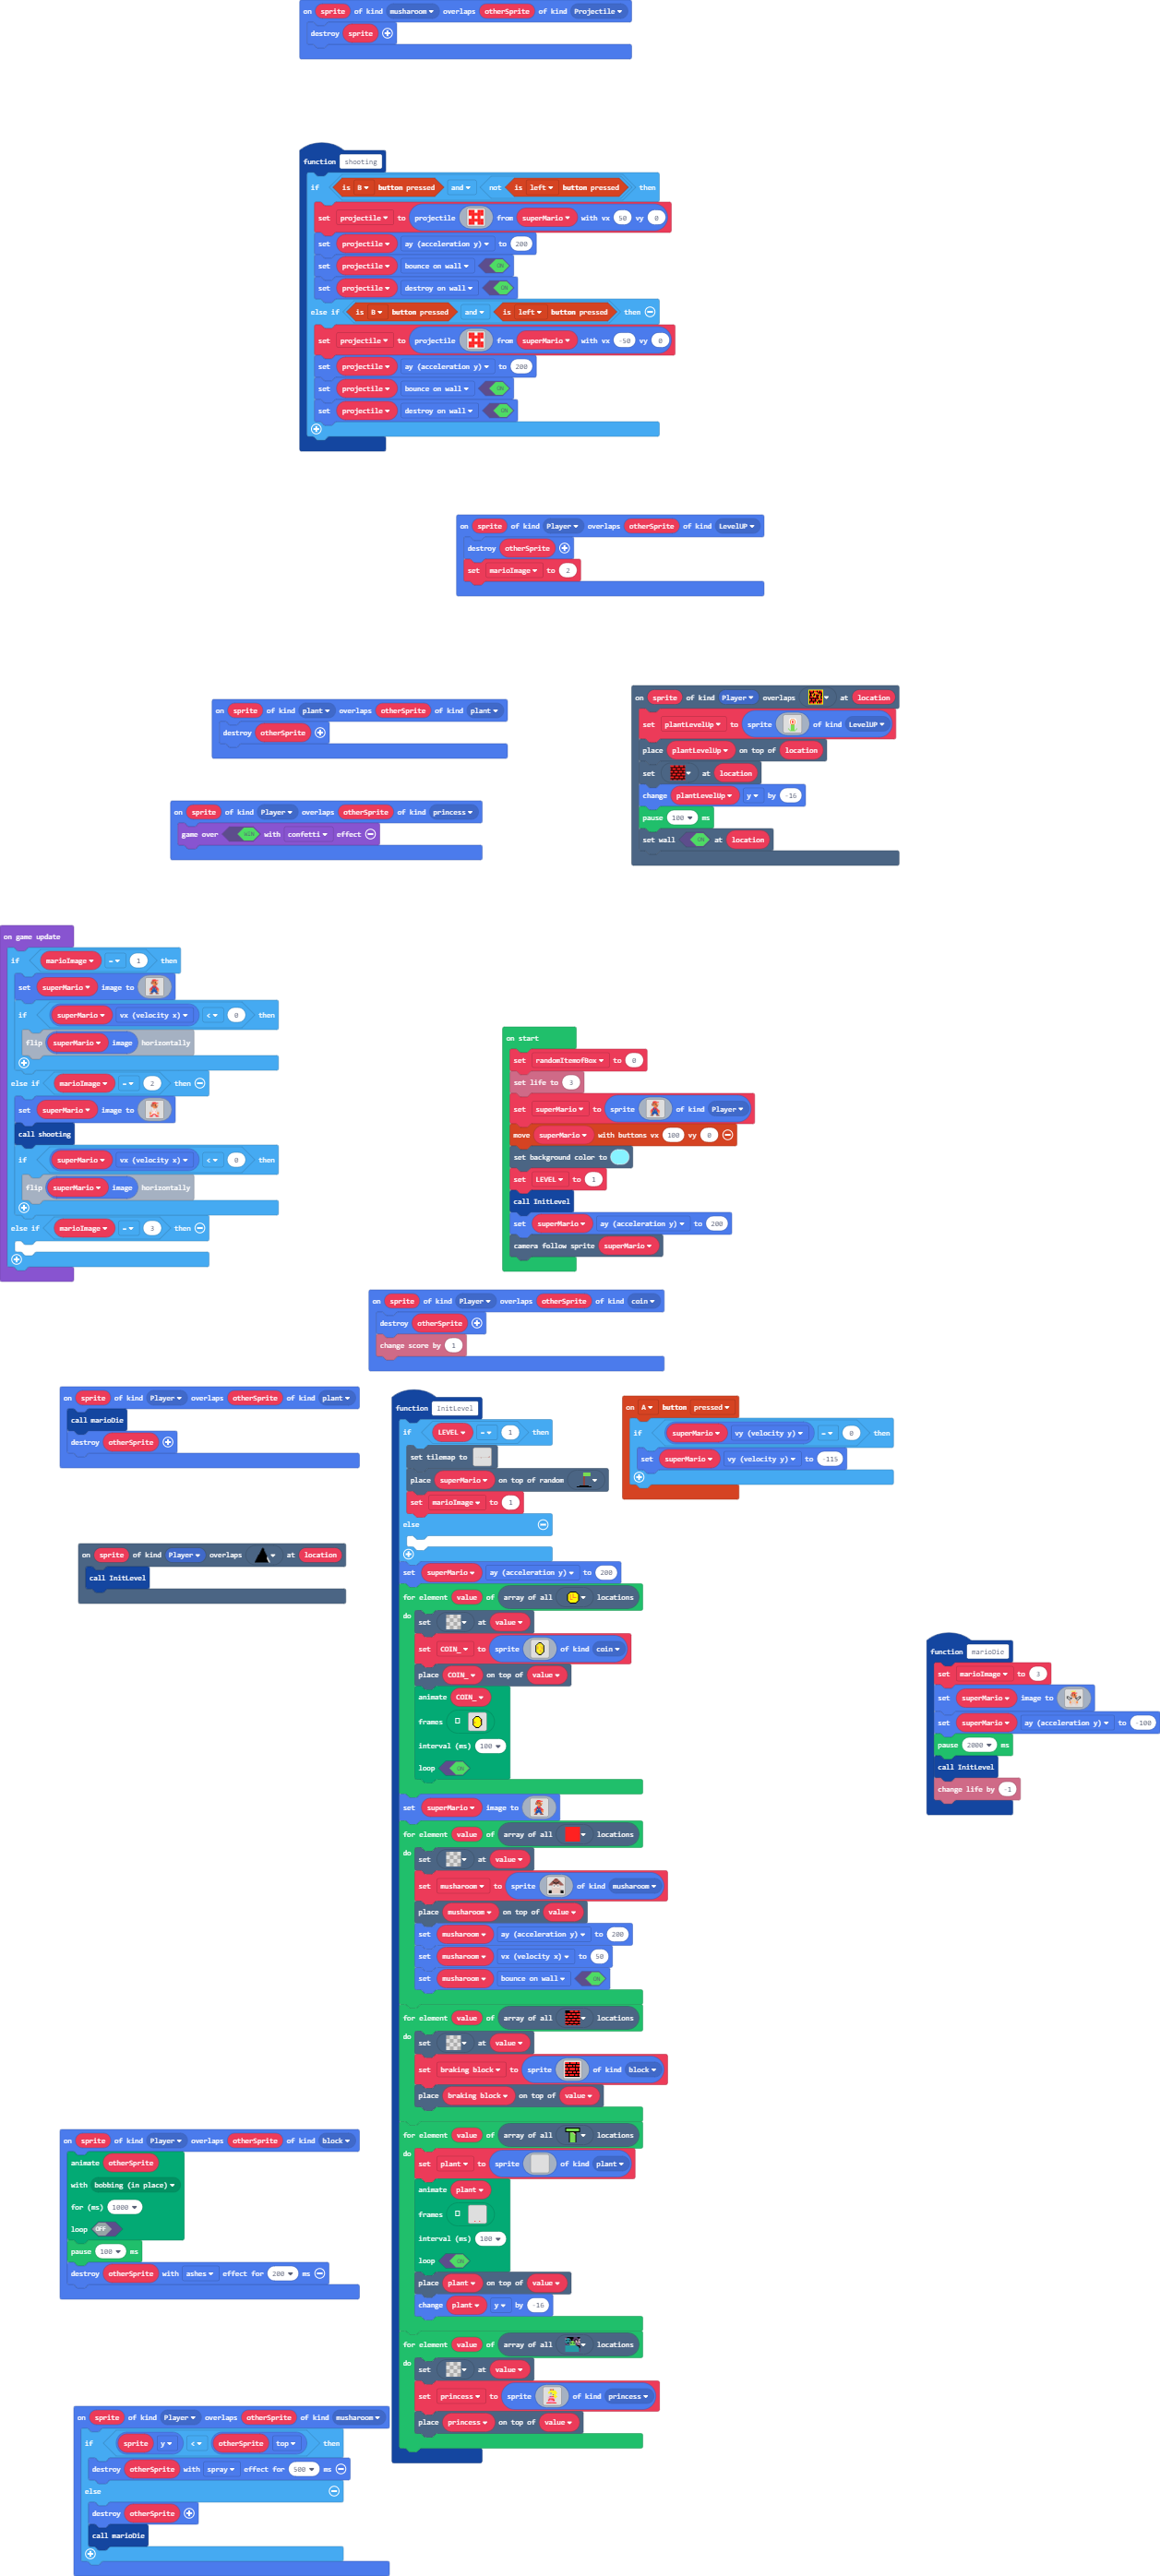 on sprite of kind musharoom overlaps otherSprite of kind Projectile
destroy sprite
function shooting
if is B button pressed and not is left button pressed then
set projectile to projectile from superMario with vx 50 vy 0
set projectile ay (acceleration y) to 200
set projectile bounce on wall ON
set projectile destroy on wall ON
else if is B button pressed and is left button pressed then
set projectile to projectile from superMario with vx -50 vy 0
set projectile ay (acceleration y) to 200
set projectile bounce on wall ON
set projectile destroy on wall ON
on sprite of kind Player overlaps otherSprite of kind LevelUP
destroy otherSprite
set marioImage to 2
on sprite of kind plant overlaps otherSprite of kind plant
destroy otherSprite
on sprite of kind Player overlaps at location
set plantLevelUp to sprite of kind LevelUP
place plantLevelUp on top of location
set at location
change plantLevelUp y by -16
pause 100 ms
set wall ON at location
on sprite of kind Player overlaps otherSprite of kind princess
game over WIN with confetti effect
on game update
if marioImage = 1 then
set superMario image to
if superMario vx (velocity x) < 0 then
flip superMario image horizontally
else if marioImage = 2 then
set superMario image to
call shooting
if superMario vx (velocity x) < 0 then
flip superMario image horizontally
else if marioImage = 3 then
on start
set randomItemofBox to 0
set life to 3
set superMario to sprite of kind Player
move superMario with buttons vx 100 vy 0
set background color to
set LEVEL to 1
call InitLevel
set superMario ay (acceleration y) to 200
camera follow sprite superMario
on sprite of kind Player overlaps otherSprite of kind coin
destroy otherSprite
change score by 1
on sprite of kind Player overlaps otherSprite of kind plant
call marioDie
destroy otherSprite
on sprite of kind Player overlaps at location
call InitLevel
function InitLevel
if LEVEL = 1 then
set tilemap to
place superMario on top of random
set marioImage to 1
else
set superMario ay (acceleration y) to 200
for element value of array of all locations
do
set at value
set COIN_ to sprite of kind coin
place COIN_ on top of value
animate COIN_
frames
interval (ms) 100
loop ON
set superMario image to
for element value of array of all locations
do
set at value
set musharoom to sprite of kind musharoom
place musharoom on top of value
set musharoom ay (acceleration y) to 200
set musharoom vx (velocity x) to 50
set musharoom bounce on wall ON
for element value of array of all locations
do
set at value
set braking block to sprite of kind block
place braking block on top of value
for element value of array of all locations
do
set plant to sprite of kind plant
animate plant
frames
interval (ms) 100
loop ON
place plant on top of value
change plant y by -16
for element value of array of all locations
do
set at value
set princess to sprite of kind princess
place princess on top of value
on A button pressed
if superMario vy (velocity y) = 0 then
set superMario vy (velocity y) to -115
function marioDie
set marioImage to 3
set superMario image to
set superMario ay (acceleration y) to -100
pause 2000 ms
call InitLevel
change life by -1
on sprite of kind Player overlaps otherSprite of kind block
animate otherSprite
with bobbing (in place)
for (ms) 1000
loop Off
pause 100 ms
destroy otherSprite with ashes effect for 200 ms
on sprite of kind Player overlaps otherSprite of kind musharoom
if sprite y < otherSprite top then
destroy otherSprite with spray effect for 500 ms
else
destroy otherSprite
call marioDie